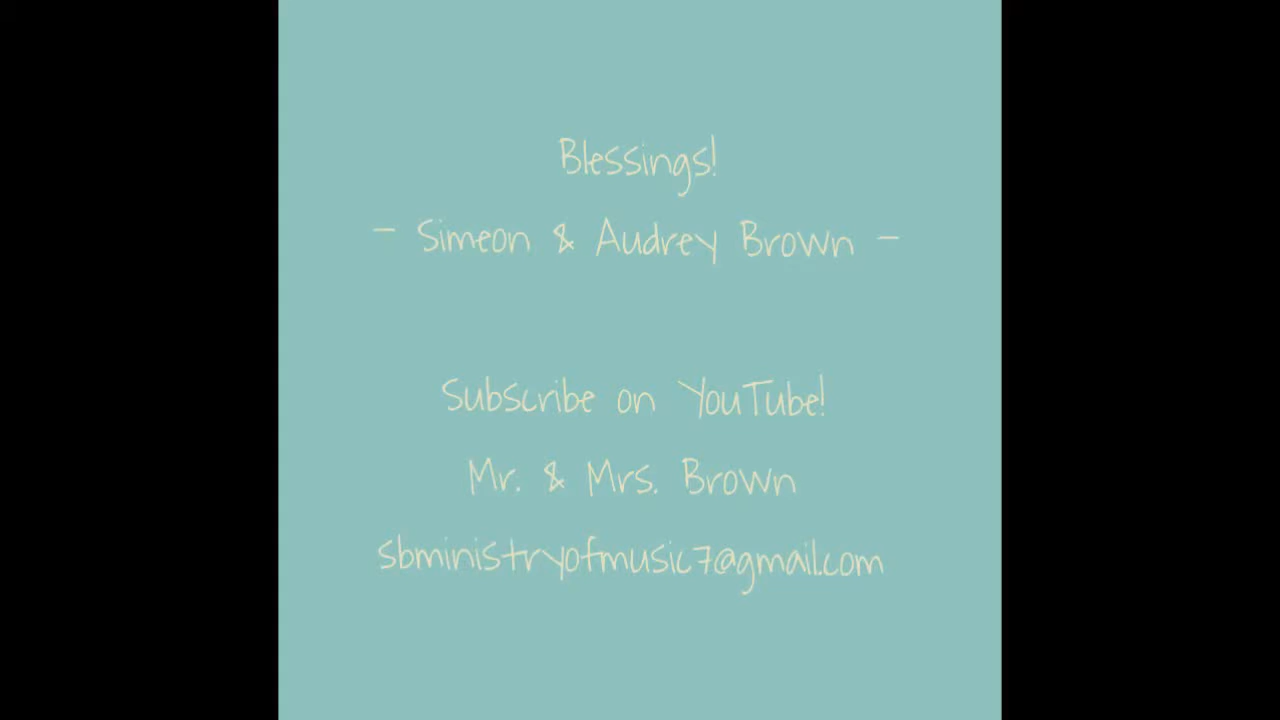 Blessings!
- Simeon & Audrey Brown -
Subscribe on YouTube!
Mr. & Mrs. Brown
sbministryofmusic7@gmail.com